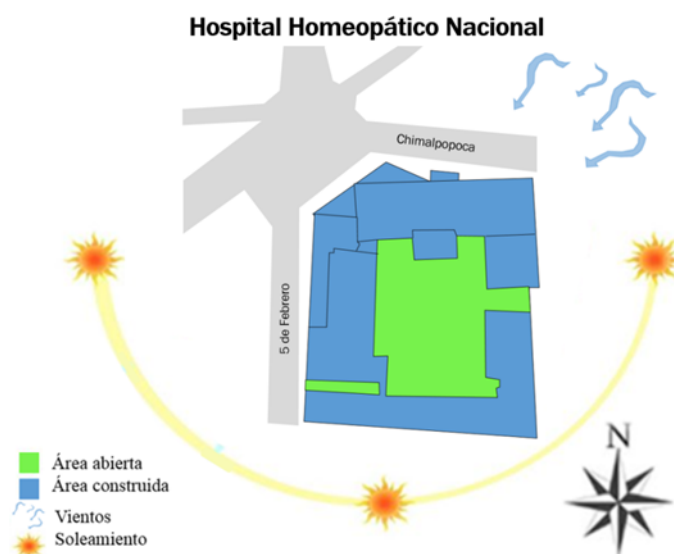 Hospital Homeopático Nacional
Chimalpopoca
5 de Febrero
N
Área abierta
Área construida
Vientos
Soleamiento